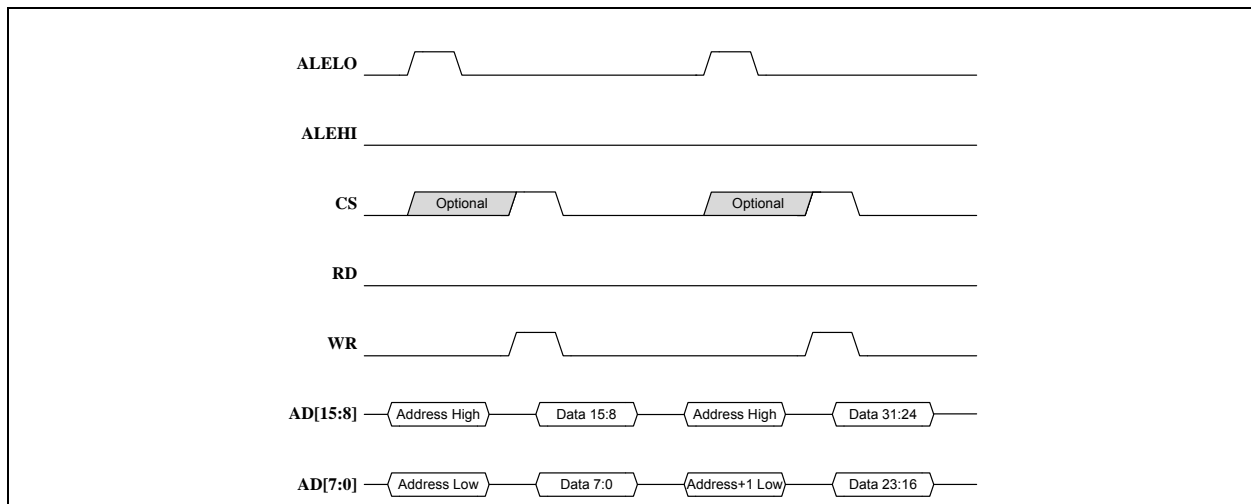 ALELO
ALEHI
CS Optional Optional
RD
WR
AD[15:8] Address High Data 15:8 Address High Data 31:24
AD[7:0] Address Low Data 7:0 Address+1 Low Data 23:16